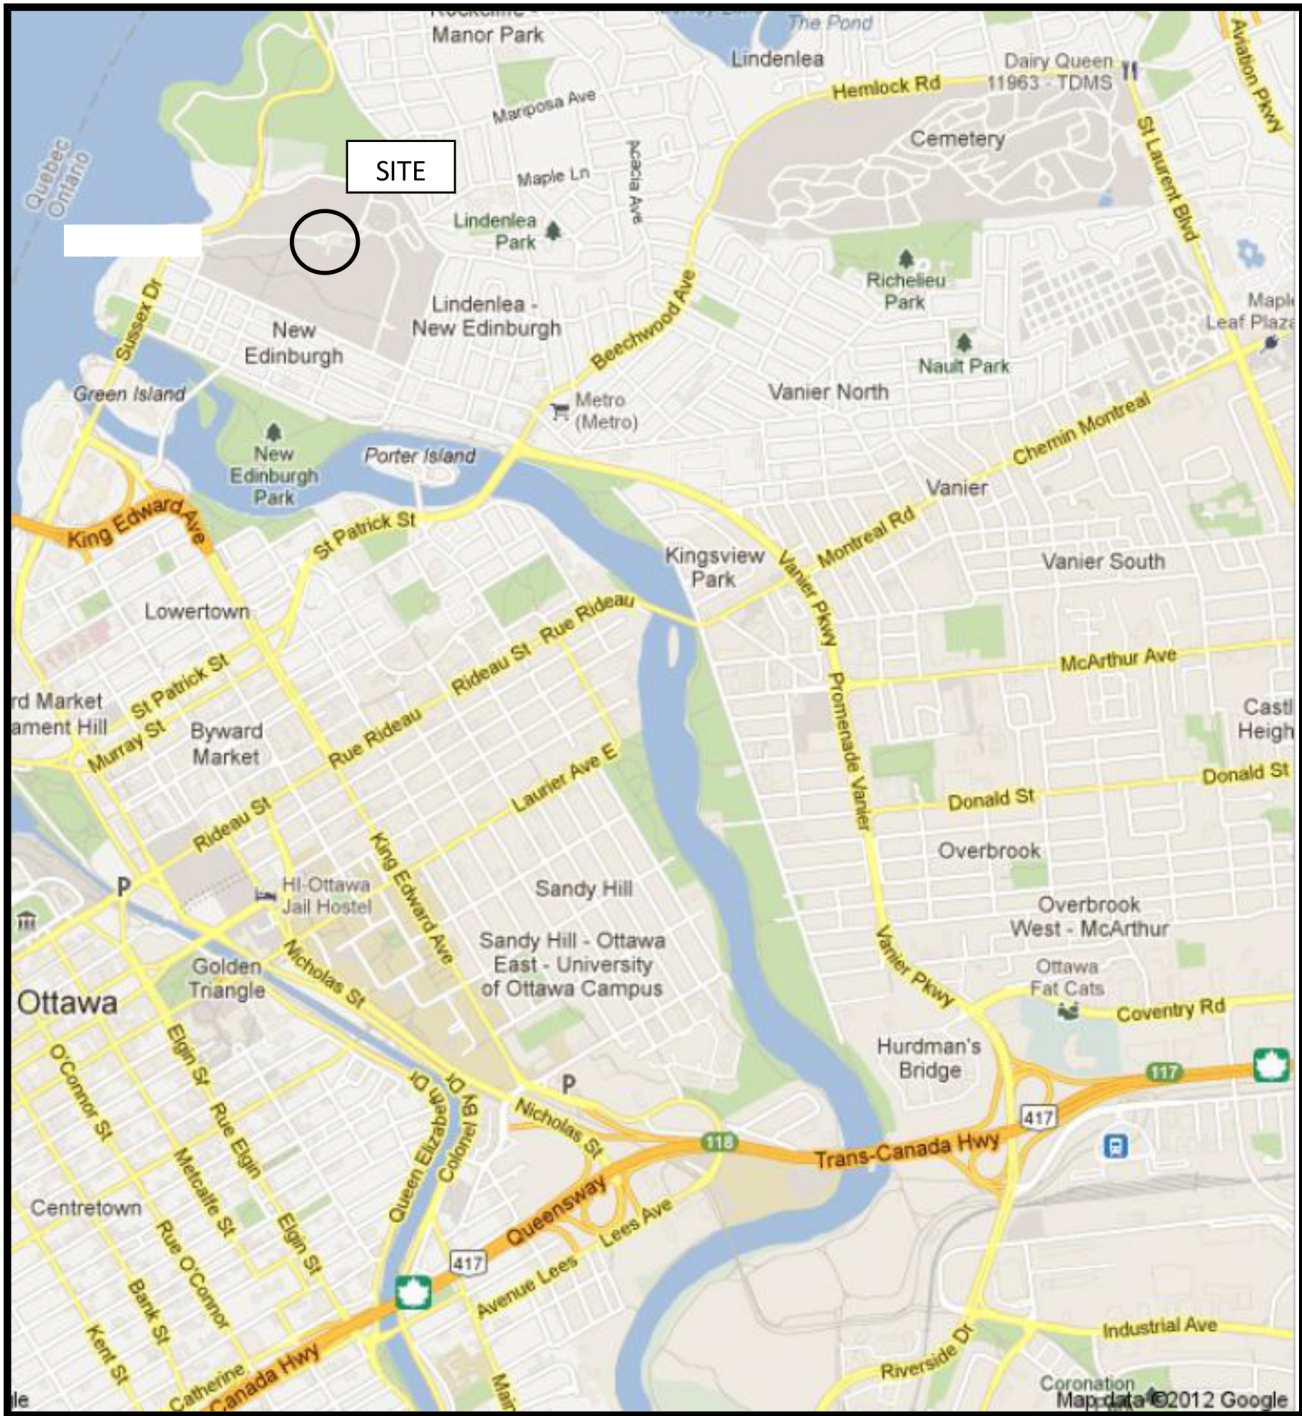 Rockcliffe -
Manor Park
The Pond
Lindenlea
Dairy Queen
11963 - TDMS
Aviation Pkwy
Hemlock Rd
Mariposa Ave
Cemetery
St Laurent Blvd
Quebec
Ontario
SITE
Maple Ln
Acacia Ave
Lindenlea
Park
Richelieu
Park
Sussex Dr
Lindenlea -
New Edinburgh
Beechwood Ave
Maple
Leaf Plaza
New
Edinburgh
Nault Park
Green Island
Metro
(Metro)
Vanier North
Chemin Montreal
New
Edinburgh
Park
Porter Island
Vanier
King Edward Ave
St Patrick St
Montreal Rd
Kingsview
Park
Vanier Pkwy
Vanier South
Lowertown
Rue Rideau
Rideau St
McArthur Ave
St Patrick St
rd Market
ament Hill
Murray St
Byward
Market
Rue Rideau
Promenade Vanier
Castl
Heigh
Laurier Ave E
Donald St
Donald St
Rideau St
King Edward Ave
Overbrook
P
HI-Ottawa
Jail Hostel
Sandy Hill
Overbrook
West - McArthur
Sandy Hill - Ottawa
East - University
of Ottawa Campus
Nicholas St
Golden
Triangle
Vanier Pkwy
Ottawa
Fat Cats
Ottawa
Coventry Rd
Elgin St
O'Connor St
Hurdman's
Bridge
117
P
Queen Elizabeth Dr
Colonel By Dr
Nicholas St
417
Rue Elgin
118
Trans-Canada Hwy
Metcalfe St
Centretown
Queensway
Lees Ave
Rue O'Connor
Elgin St
417
Avenue Lees
Bank St
Kent St
Catherine
Canada Hwy
Main
Riverside Dr
Industrial Ave
Coronation
le
Map data ©2012 Google